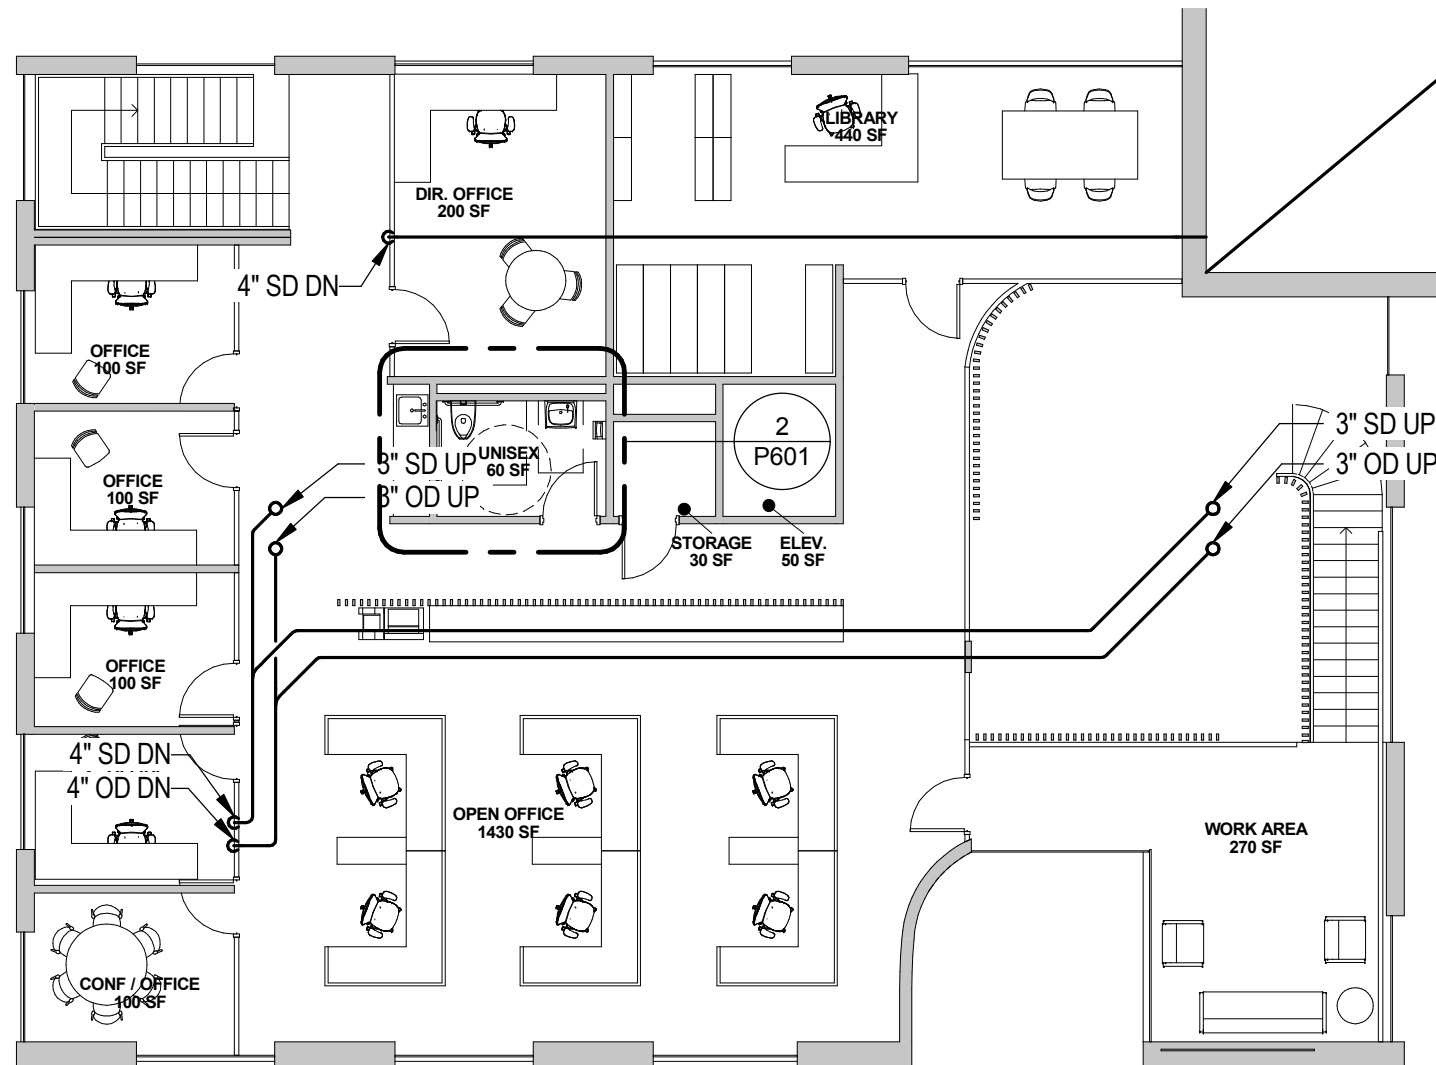 LIBRARY
440 SF
DIR. OFFICE
200 SF
4" SD DN
OFFICE
100 SF
2
P601
3" SD UP
3" OD UP
UNISEX
60 SF
3" SD UP
3" OD UP
OFFICE
100 SF
STORAGE
30 SF
ELEV.
50 SF
OFFICE
100 SF
4" SD DN
4" OD DN
OPEN OFFICE
1430 SF
WORK AREA
270 SF
CONF / OFFICE
100 SF